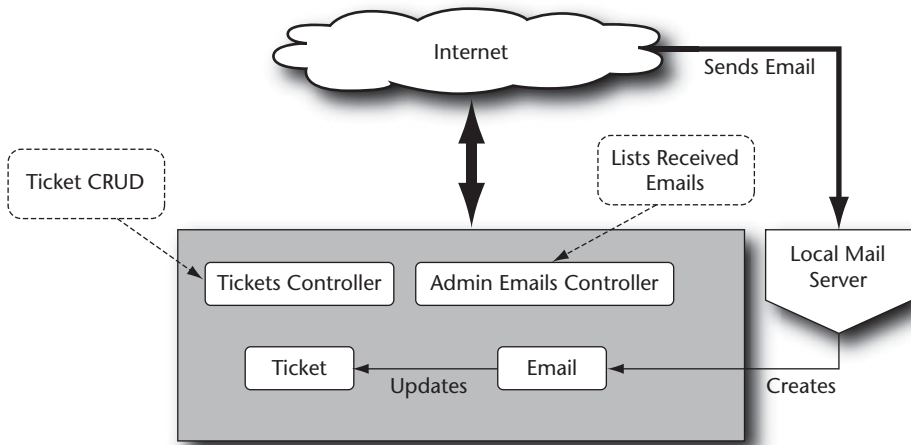 Internet
Sends Email
Lists Received
Emails
Ticket CRUD
Local Mail
Server
Tickets Controller
Admin Emails Controller
Ticket
Updates
Email
Creates